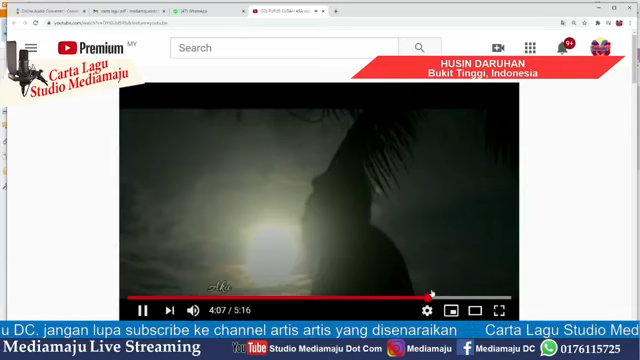 WhatsApp
Premium MY
Search
9+
Carta Lagu
Studio Mediamaju
HUSIN DARUHAN
Bukit Tinggi, Indonesia
4:07 / 5:16
u DC. jangan lupa subscribe ke channel artis artis yang disenaraikan Carta Lagu Studio Med
Mediamaju Live Streaming YouTube Studio Mediamaju Dot Com Mediamaju Mediamaju 0176115725